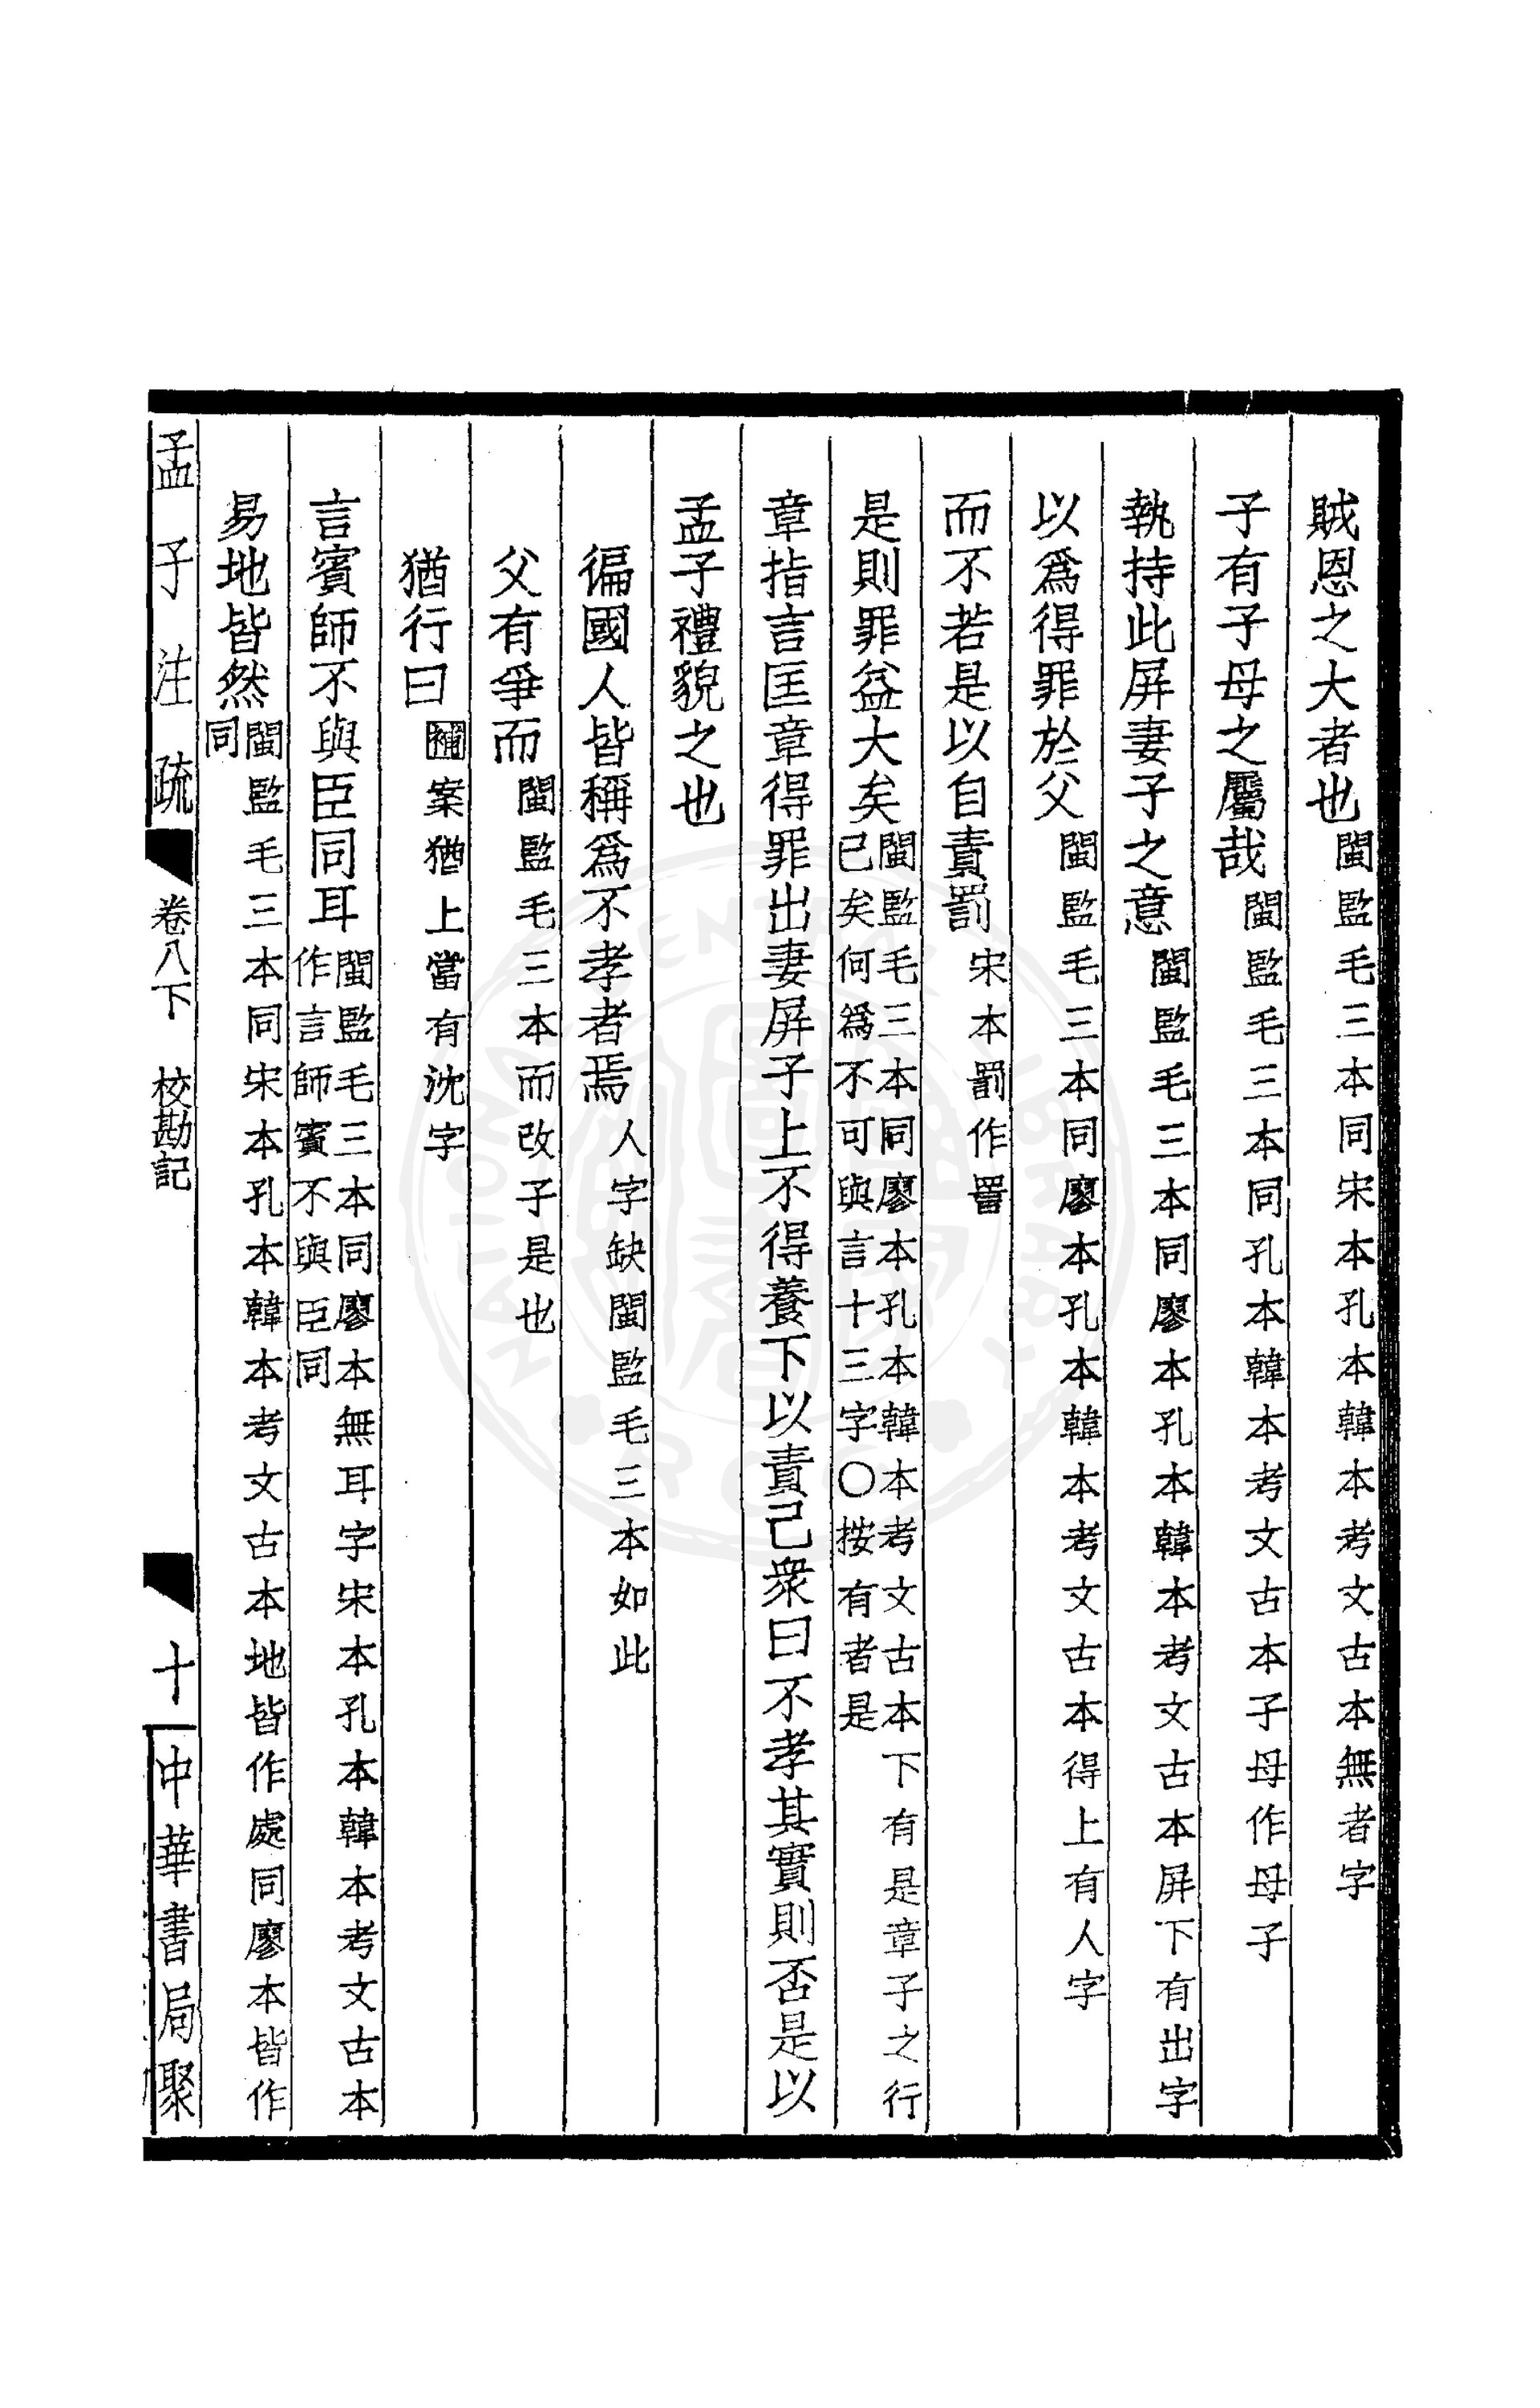 賊恩之大者也閩監毛三本同宋本孔本韓本考文古本無者字
子有子母之屬哉閩監毛三本同孔本韓本考文古本子母作母子
執持此屏妻子之意閩監毛三本同廖本孔本韓本考文古本屏下有出字
以爲得罪於父閩監毛三本同廖本孔本韓本考文古本得上有人字
而不若是以自責罰宋本罰作詈
是則罪益大矣閩監毛三本同廖本孔本韓本考文古本下有是章子之行
已矣何爲不可與言十三字○按有者是
章指言匡章得罪出妻屏子上不得養下以責己衆曰不孝其實則否是以
孟子禮貌之也
徧國人皆稱爲不孝者焉人字缺閩監毛三本如此
父有爭而閩監毛三本而改子是也
猶行曰補案猶上當有沈字
言賓師不與臣同耳閩監毛三本同廖本無耳字宋本孔本韓本考文古本
作言師賓不與臣同
易地皆然閩監毛三本同宋本孔本韓本考文古本地皆作處同廖本皆作
同
孟子注疏 卷八下 校勘記 十 中華書局聚
NATIONAL CENTRAL LIBRARY R.O.C.